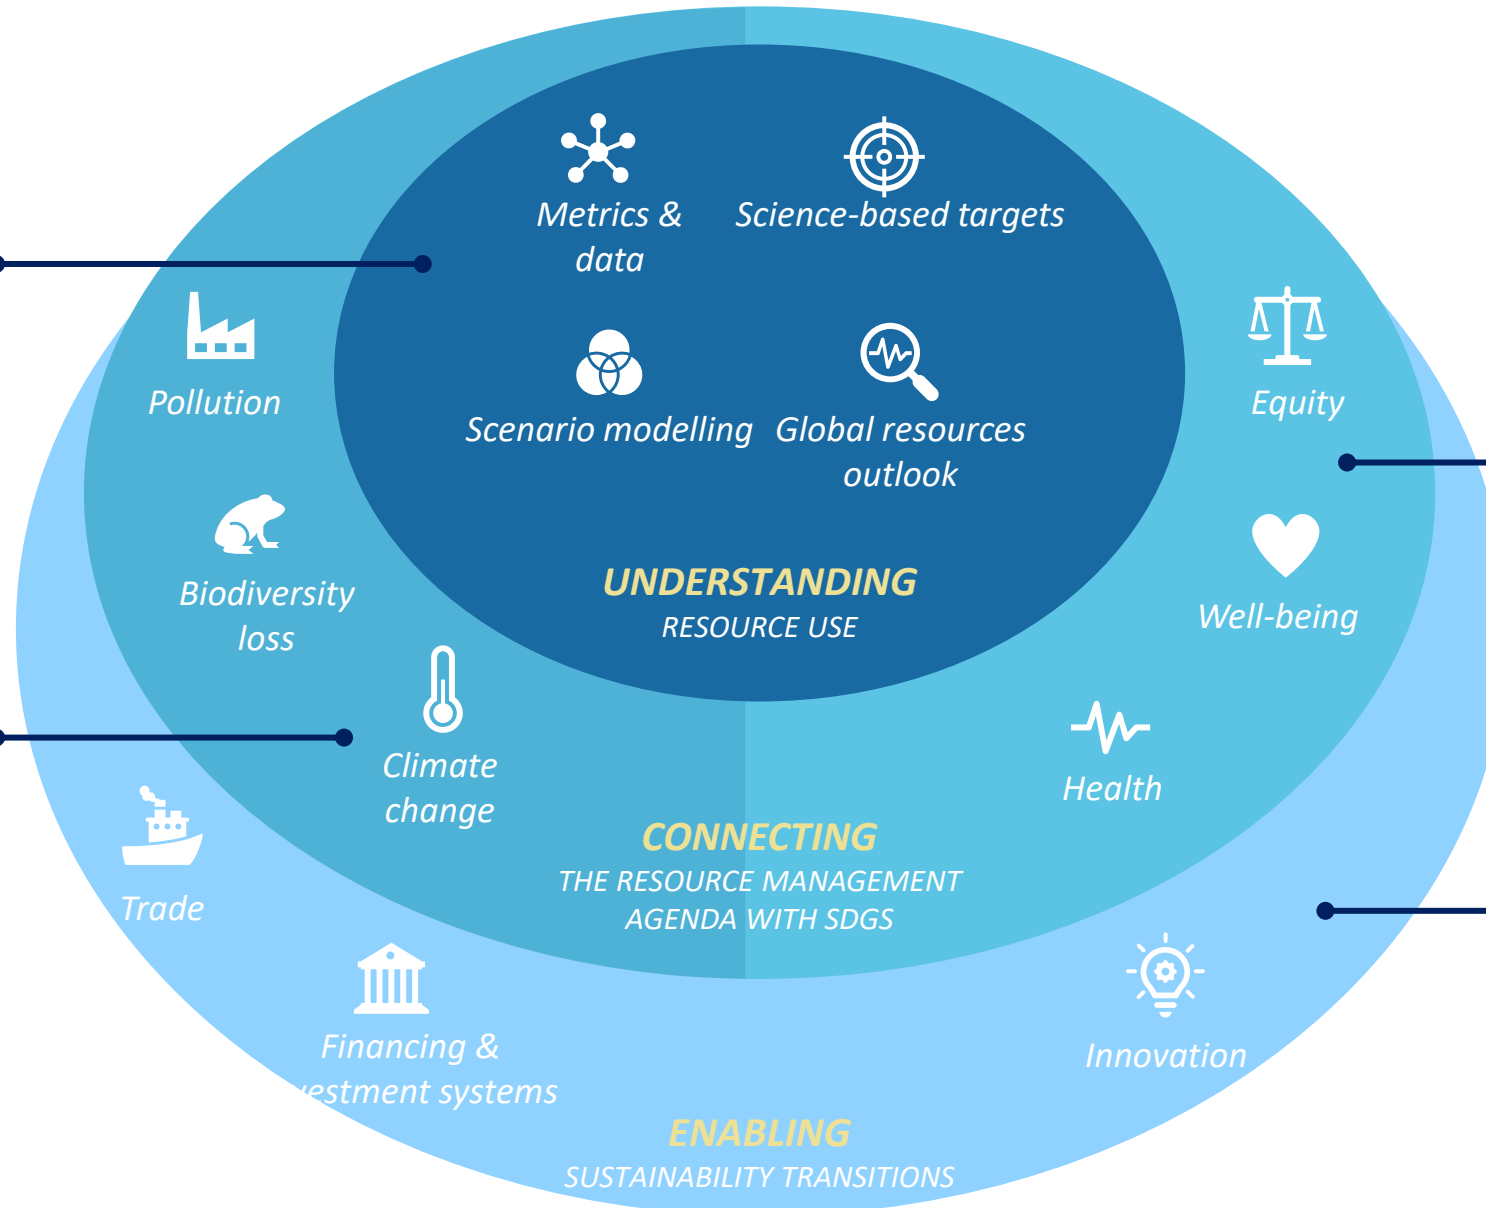 Metrics &
data
Science-based targets
Scenario modelling
Global resources
outlook
UNDERSTANDING
RESOURCE USE
Pollution
Biodiversity
loss
Climate
change
Equity
Well-being
Health
CONNECTING
THE RESOURCE MANAGEMENT
AGENDA WITH SDGS
Trade
Financing &
systems
Innovation
ENABLING
SUSTAINABILITY TRANSITIONS